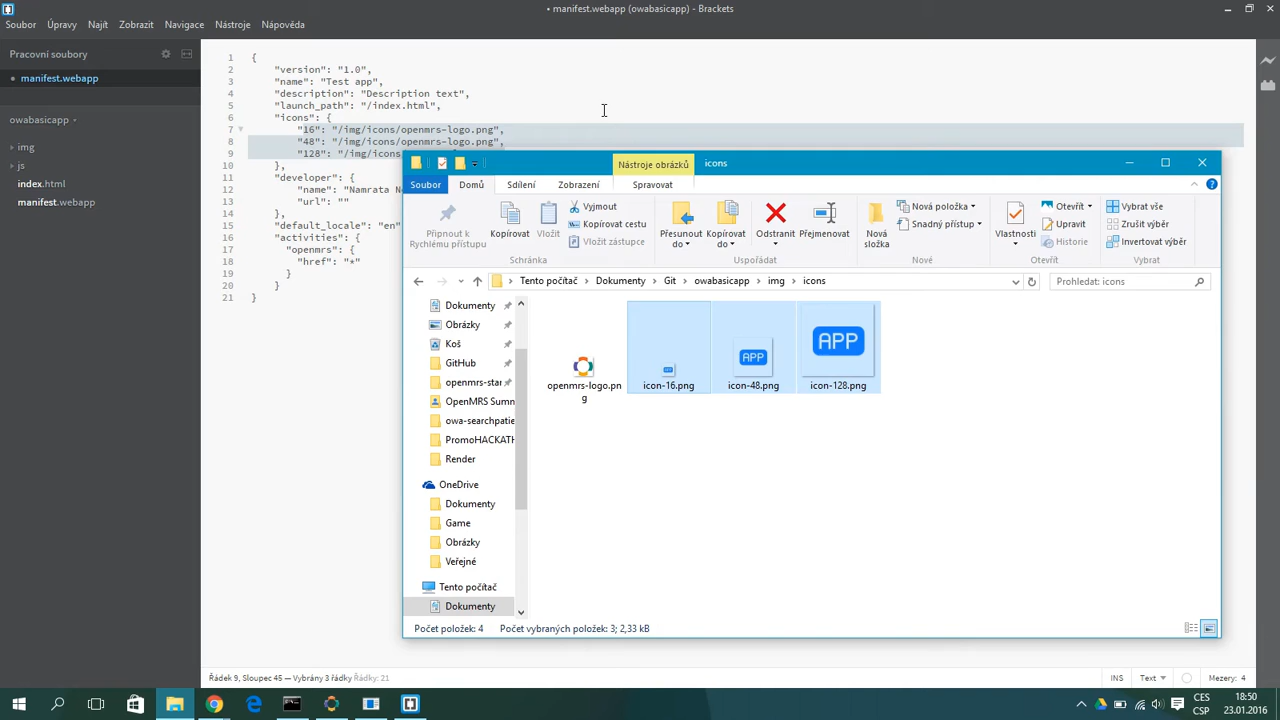 • manifest.webapp (owabasicapp) - Brackets
Soubor Úpravy Najít Zobrazit Navigace Nástroje Nápověda
Pracovní soubory
manifest.webapp
owabasicapp
img
js
index.html
manifest.webapp
1 {
2 "version": "1.0",
3 "name": "Test app",
4 "description": "Description text",
5 "launch_path": "/index.html",
6 "icons": {
7 "16": "/img/icons/openmrs-logo.png",
8 "48": "/img/icons/openmrs-logo.png",
9 "128": "/img/icons
10 },
11 "developer": {
12 "name": "Namrata N
13 "url": ""
14 },
15 "default_locale": "en"
16 "activities": {
17 "openmrs": {
18 "href": "*"
19 }
20 }
21 }
Nástroje obrázků icons
Soubor Domů Sdílení Zobrazení Spravovat
Připnout k
Rychlému přístupu
Kopírovat
Vložit
Vyjmout
Kopírovat cestu
Vložit zástupce
Schránka
Přesunout
do
Kopírovat
do
Odstranit
Přejmenovat
Uspořádat
Nová
složka
Nová položka
Snadný přístup
Nové
Vlastnosti
Otevřít
Upravit
Historie
Otevřít
Vybrat vše
Zrušit výběr
Invertovat výběr
Vybrat
Tento počítač > Dokumenty > Git > owabasicapp > img > icons
Prohledat: icons
Dokumenty
Obrázky
Koš
GitHub
openmrs-star
OpenMRS Summ
owa-searchpatie
PromoHACKATH
Render
OneDrive
Dokumenty
Game
Obrázky
Veřejné
Tento počítač
Dokumenty
APP
APP
openmrs-logo.pn
g
icon-16.png
icon-48.png
icon-128.png
Počet položek: 4 Počet vybraných položek: 3; 2,33 kB
Řádek 9, Sloupec 45 — Vybrány 3 řádky Řádky: 21
INS Text Mezery: 4
CES
CSP
18:50
23.01.2016